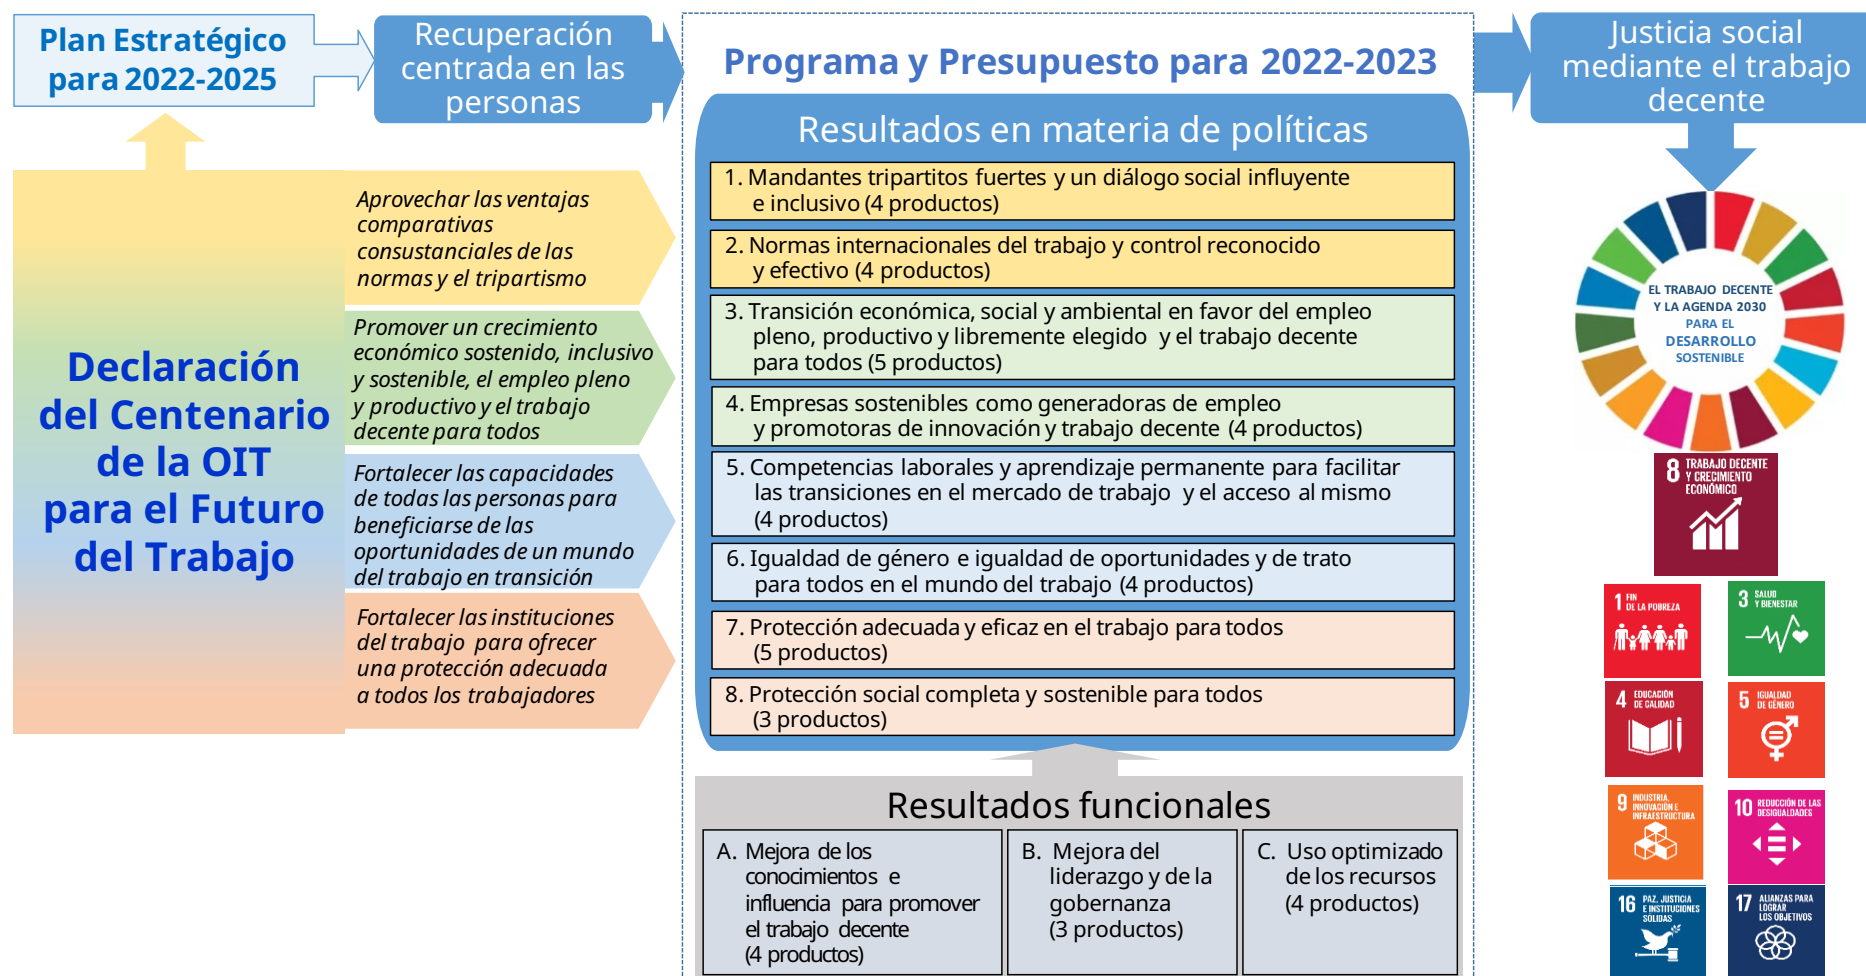 Plan Estratégico
para 2022-2025
Recuperación
centrada en las
personas
Programa y Presupuesto para 2022-2023
Justicia social
mediante el trabajo
decente
Declaración
del Centenario
de la OIT
para el Futuro
del Trabajo
Aprovechar las ventajas
comparativas
consustanciales de las
normas y el tripartismo
Promover un crecimiento
económico sostenido, inclusivo
y sostenible, el empleo pleno
y productivo y el trabajo
decente para todos
Fortalecer las capacidades
de todas las personas para
beneficiarse de las
oportunidades de un mundo
del trabajo en transición
Fortalecer las instituciones
del trabajo para ofrecer
una protección adecuada
a todos los trabajadores
Resultados en materia de políticas
1. Mandantes tripartitos fuertes y un diálogo social influyente
e inclusivo (4 productos)
2. Normas internacionales del trabajo y control reconocido
y efectivo (4 productos)
3. Transición económica, social y ambiental en favor del empleo
pleno, productivo y libremente elegido y el trabajo decente
para todos (5 productos)
4. Empresas sostenibles como generadoras de empleo
y promotoras de innovación y trabajo decente (4 productos)
5. Competencias laborales y aprendizaje permanente para facilitar
las transiciones en el mercado de trabajo y el acceso al mismo
(4 productos)
6. Igualdad de género e igualdad de oportunidades y de trato
para todos en el mundo del trabajo (4 productos)
7. Protección adecuada y eficaz en el trabajo para todos
(5 productos)
8. Protección social completa y sostenible para todos
(3 productos)
Resultados funcionales
A. Mejora de los
conocimientos e
influencia para promover
el trabajo decente
(4 productos)
B. Mejora del
liderazgo y de la
gobernanza
(3 productos)
C. Uso optimizado
de los recursos
(4 productos)
EL TRABAJO DECENTE
Y LA AGENDA 2030
PARA EL
DESARROLLO
SOSTENIBLE
8 TRABAJO DECENTE
Y CRECIMIENTO
ECONÓMICO
1 FIN
DE LA POBREZA
3 SALUD
Y BIENESTAR
4 EDUCACIÓN
DE CALIDAD
5 IGUALDAD
DE GÉNERO
9 INDUSTRIA,
INNOVACIÓN E
INFRAESTRUCTURA
10 REDUCCIÓN DE LAS
DESIGUALDADES
16 PAZ, JUSTICIA
E INSTITUCIONES
SÓLIDAS
17 ALIANZAS PARA
LOGRAR
LOS OBJETIVOS